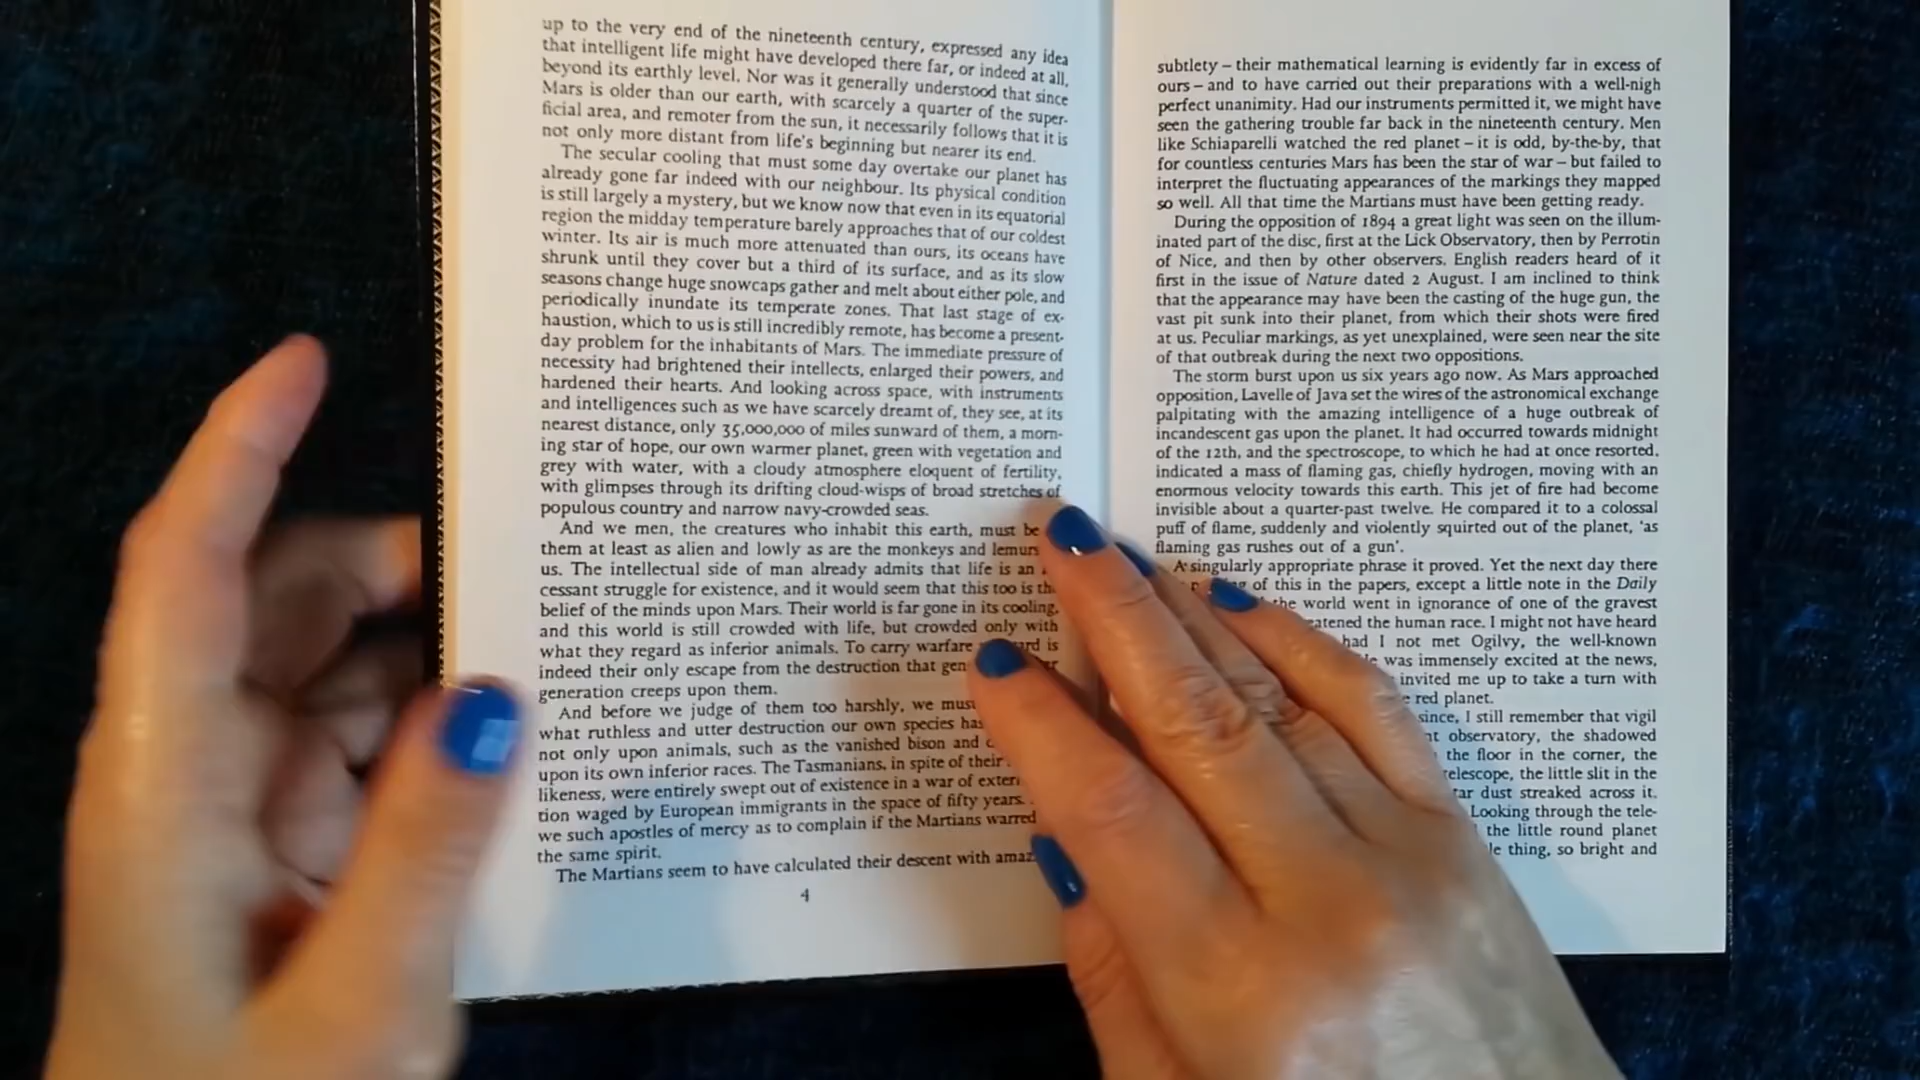 up to the very end of the nineteenth century, expressed any idea
that intelligent life might have developed there far, or indeed at all,
beyond its earthly level. Nor was it generally understood that since
Mars is older than our earth, with scarcely a quarter of the super-
ficial area, and remoter from the sun, it necessarily follows that it is
not only more distant from life's beginning but nearer its end.
The secular cooling that must some day overtake our planet has
already gone far indeed with our neighbour. Its physical condition
is still largely a mystery, but we know now that even in its equatorial
region the midday temperature barely approaches that of our coldest
winter. Its air is much more attenuated than ours, its oceans have
shrunk until they cover but a third of its surface, and as its slow
seasons change huge snowcaps gather and melt about either pole, and
periodically inundate its temperate zones. That last stage of ex-
haustion, which to us is still incredibly remote, has become a present-
day problem for the inhabitants of Mars. The immediate pressure of
necessity had brightened their intellects, enlarged their powers, and
hardened their hearts. And looking across space, with instruments
and intelligences such as we have scarcely dreamt of, they see, at its
nearest distance, only 35,000,000 of miles sunward of them, a morn-
ing star of hope, our own warmer planet, green with vegetation and
grey with water, with a cloudy atmosphere eloquent of fertility,
with glimpses through its drifting cloud-wisps of broad stretches of
populous country and narrow navy-crowded seas.
And we men, the creatures who inhabit this earth, must be
them at least as alien and lowly as are the monkeys and lemurs
us. The intellectual side of man already admits that life is an
cessant struggle for existence, and it would seem that this too is the
belief of the minds upon Mars. Their world is far gone in its cooling,
and this world is still crowded with life, but crowded only with
what they regard as inferior animals. To carry warfare is
indeed their only escape from the destruction that
generation creeps upon them.
And before we judge of them too harshly, we must
what ruthless and utter destruction our own species has
not only upon animals, such as the vanished bison and
upon its own inferior races. The Tasmanians, in spite of their
likeness, were entirely swept out of existence in a war of
tion waged by European immigrants in the space of fifty years.
we such apostles of mercy as to complain if the Martians warred
the same spirit.
The Martians seem to have calculated their descent with
4
subtlety – their mathematical learning is evidently far in excess of
ours – and to have carried out their preparations with a well-nigh
perfect unanimity. Had our instruments permitted it, we might have
seen the gathering trouble far back in the nineteenth century. Men
like Schiaparelli watched the red planet – it is odd, by-the-by, that
for countless centuries Mars has been the star of war – but failed to
interpret the fluctuating appearances of the markings they mapped
so well. All that time the Martians must have been getting ready.
During the opposition of 1894 a great light was seen on the illum-
inated part of the disc, first at the Lick Observatory, then by Perrotin
of Nice, and then by other observers. English readers heard of it
first in the issue of Nature dated 2 August. I am inclined to think
that the appearance may have been the casting of the huge gun, the
vast pit sunk into their planet, from which their shots were fired
at us. Peculiar markings, as yet unexplained, were seen near the site
of that outbreak during the next two oppositions.
The storm burst upon us six years ago now. As Mars approached
opposition, Lavelle of Java set the wires of the astronomical exchange
palpitating with the amazing intelligence of a huge outbreak of
incandescent gas upon the planet. It had occurred towards midnight
of the 12th, and the spectroscope, to which he had at once resorted,
indicated a mass of flaming gas, chiefly hydrogen, moving with an
enormous velocity towards this earth. This jet of fire had become
invisible about a quarter-past twelve. He compared it to a colossal
puff of flame, suddenly and violently squirted out of the planet, 'as
flaming gas rushes out of a gun'.
A singularly appropriate phrase it proved. Yet the next day there
of this in the papers, except a little note in the Daily
the world went in ignorance of one of the gravest
the human race. I might not have heard
had I not met Ogilvy, the well-known
was immensely excited at the news,
invited me up to take a turn with
red planet.
since, I still remember that vigil
observatory, the shadowed
the floor in the corner, the
telescope, the little slit in the
dust streaked across it.
Looking through the tele-
the little round planet
thing, so bright and